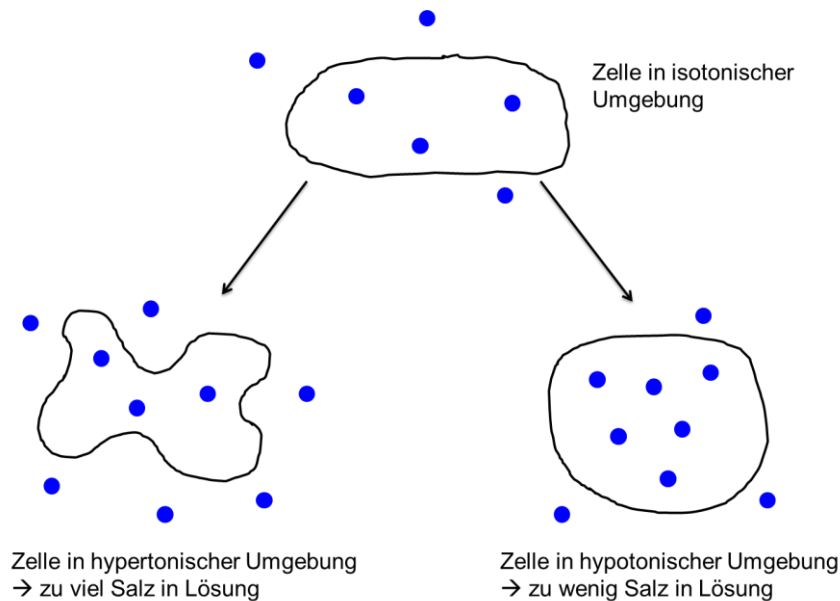 Zelle in isotonischer
Umgebung
Zelle in hypertonischer Umgebung
→ zu viel Salz in Lösung
Zelle in hypotonischer Umgebung
→ zu wenig Salz in Lösung